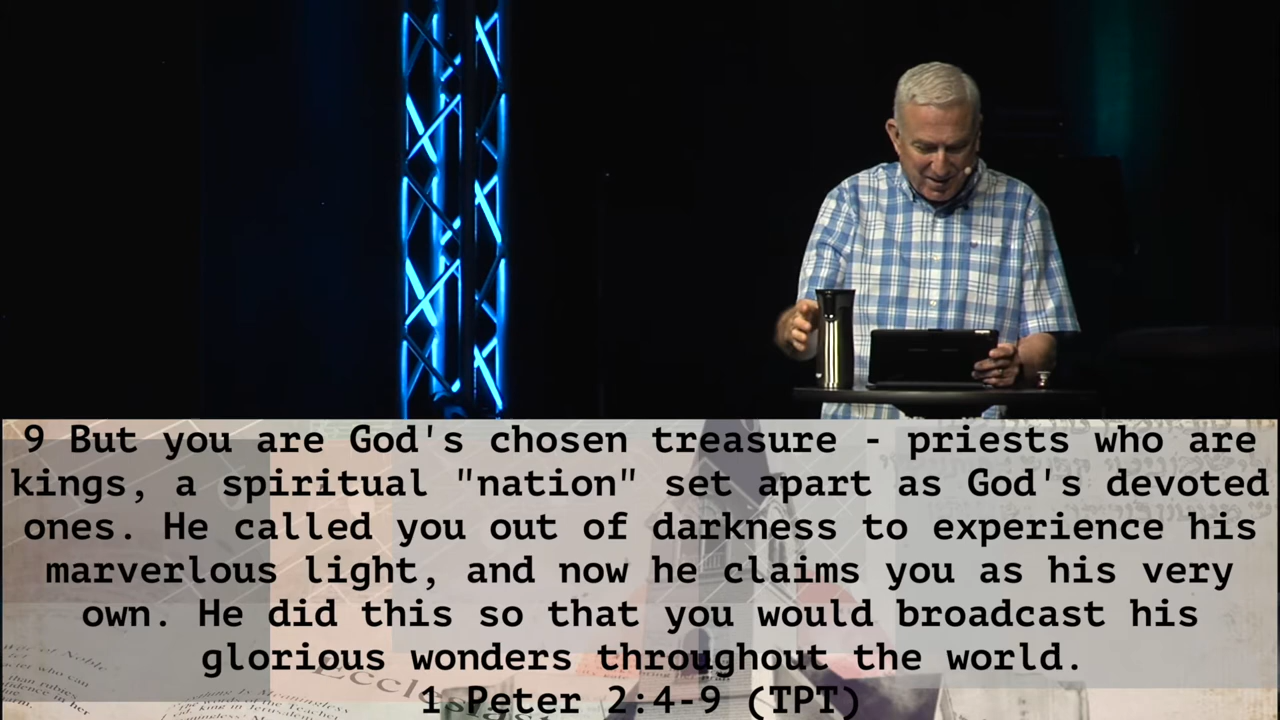 9 But you are God's chosen treasure - priests who are
kings, a spiritual "nation" set apart as God's devoted
ones. He called you out of darkness to experience his
marverlous light, and now he claims you as his very
own. He did this so that you would broadcast his
glorious wonders throughout the world.
1 Peter 2:4-9 (TPT)
Ecclesiast